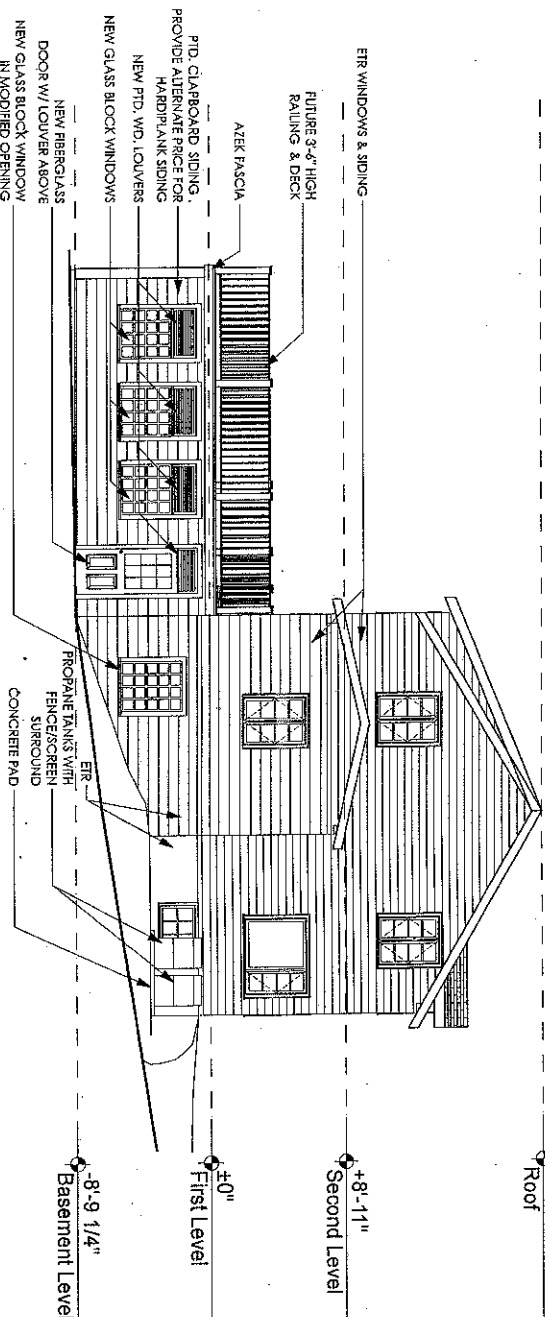 ETR WINDOWS & SIDING
FUTURE 3'-6" HIGH
RAILING & DECK
AZEK FASCIA
PTD. CLAPBOARD SIDING,
PROVIDE ALTERNATE PRICE FOR
HARDIPLANK SIDING
NEW PTD. WD. LOUVERS
NEW GLASS BLOCK WINDOWS
NEW FIBERGLASS
DOOR W/ LOUVER ABOVE
NEW GLASS BLOCK WINDOW
IN MODIFIED OPENING
ETR
PROPANE TANKS WITH
FENCE/SCREEN
SURROUND
CONCRETE PAD
Roof
+8'-11"
Second Level
±0"
First Level
-8'-9 1/4"
Basement Level